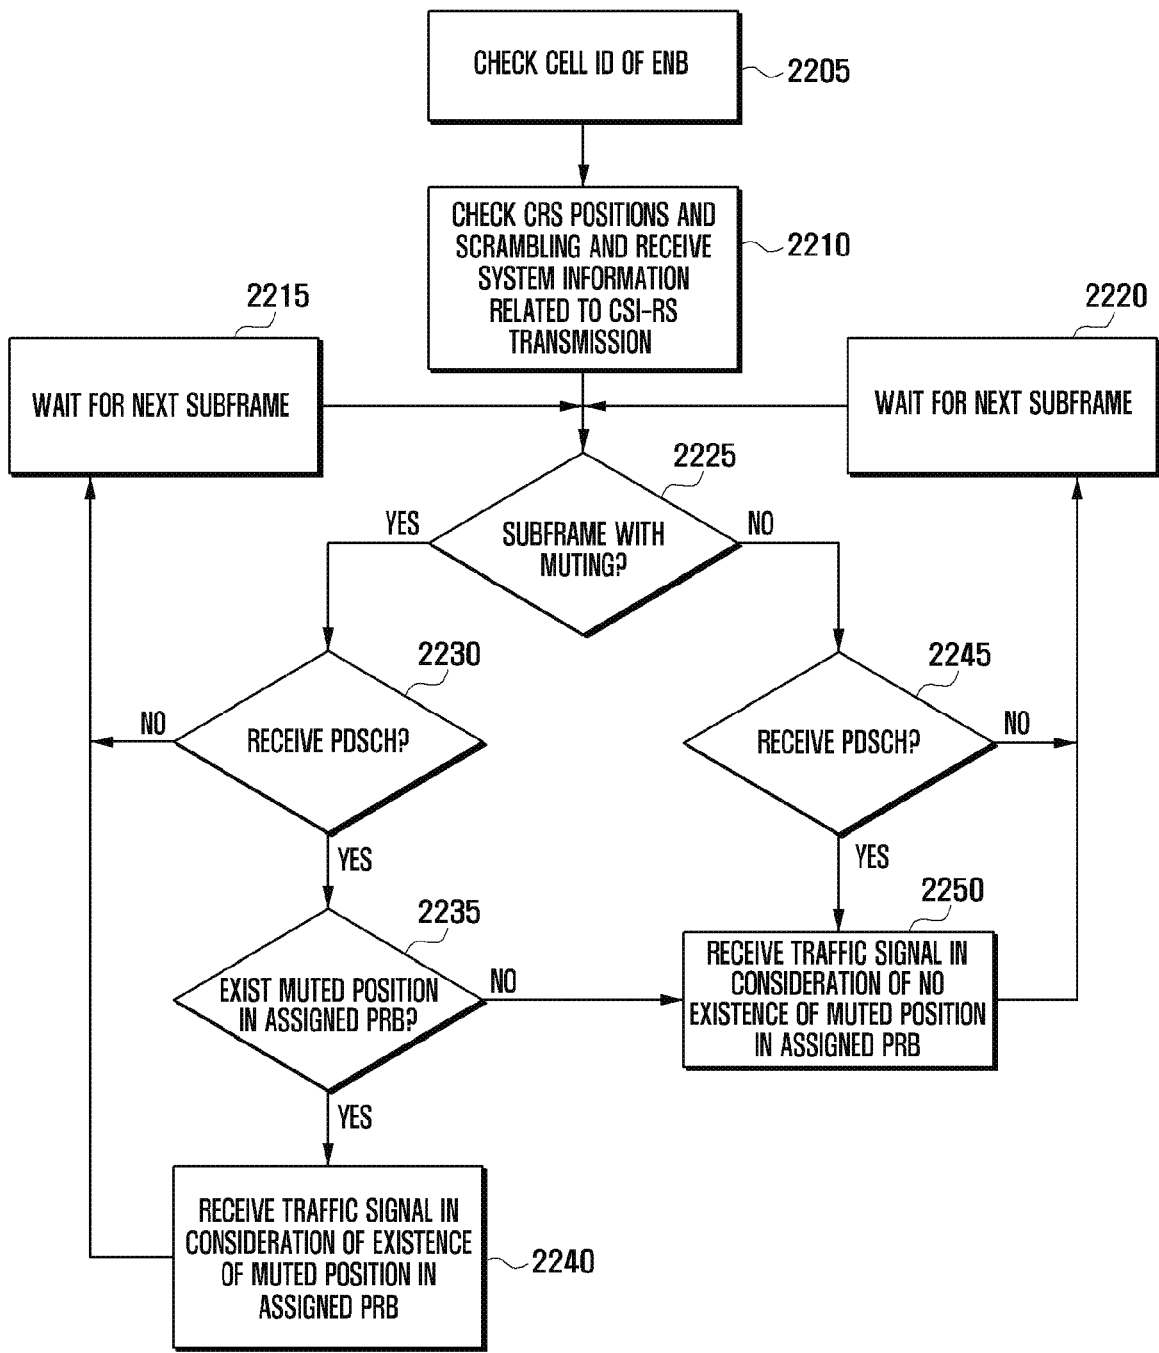 CHECK CELL ID OF ENB
2205
CHECK CRS POSITIONS AND
SCRAMBLING AND RECEIVE
SYSTEM INFORMATION
RELATED TO CSI-RS
TRANSMISSION
2210
2215
WAIT FOR NEXT SUBFRAME
2220
WAIT FOR NEXT SUBFRAME
2225
SUBFRAME WITH
MUTING?
YES
NO
2230
RECEIVE PDSCH?
NO
YES
2245
RECEIVE PDSCH?
NO
YES
2235
EXIST MUTED POSITION
IN ASSIGNED PRB?
NO
YES
2250
RECEIVE TRAFFIC SIGNAL IN
CONSIDERATION OF NO
EXISTENCE OF MUTED POSITION
IN ASSIGNED PRB
RECEIVE TRAFFIC SIGNAL IN
CONSIDERATION OF EXISTENCE
OF MUTED POSITION IN
ASSIGNED PRB
2240